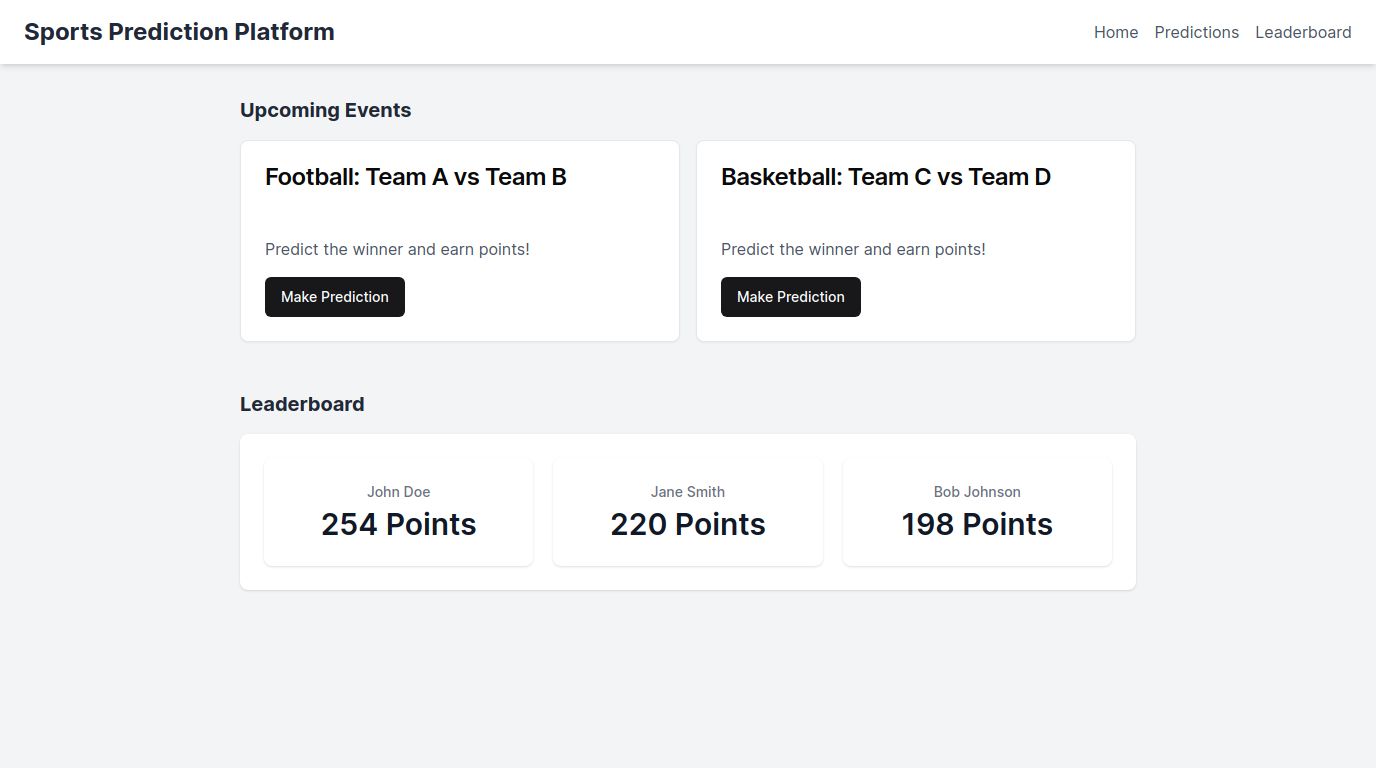 Sports Prediction Platform
Home Predictions Leaderboard
Upcoming Events
Football: Team A vs Team B
Predict the winner and earn points!
Make Prediction
Basketball: Team C vs Team D
Predict the winner and earn points!
Make Prediction
Leaderboard
John Doe
254 Points
Jane Smith
220 Points
Bob Johnson
198 Points